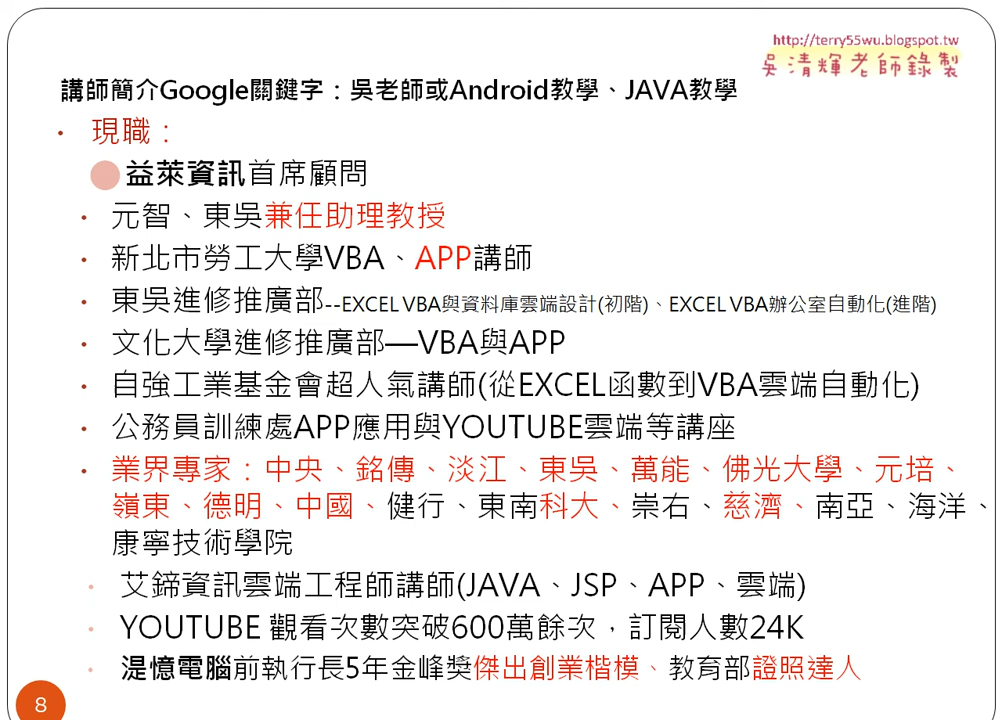 http://terry55wu.blogspot.tw
吳清輝老師錄製
講師簡介Google關鍵字：吳老師或Android教學、JAVA教學
• 現職：
益萊資訊首席顧問
• 元智、東吳兼任助理教授
• 新北市勞工大學VBA、APP講師
• 東吳進修推廣部--EXCEL VBA與資料庫雲端設計(初階)、EXCEL VBA辦公室自動化(進階)
• 文化大學進修推廣部—VBA與APP
• 自強工業基金會超人氣講師(從EXCEL函數到VBA雲端自動化)
• 公務員訓練處APP應用與YOUTUBE雲端等講座
• 業界專家：中央、銘傳、淡江、東吳、萬能、佛光大學、元培、
嶺東、德明、中國、健行、東南科大、崇右、慈濟、南亞、海洋、
康寧技術學院
• 艾鍗資訊雲端工程師講師(JAVA、JSP、APP、雲端)
• YOUTUBE 觀看次數突破600萬餘次，訂閱人數24K
• 湜憶電腦前執行長5年金峰獎傑出創業楷模、教育部證照達人
8